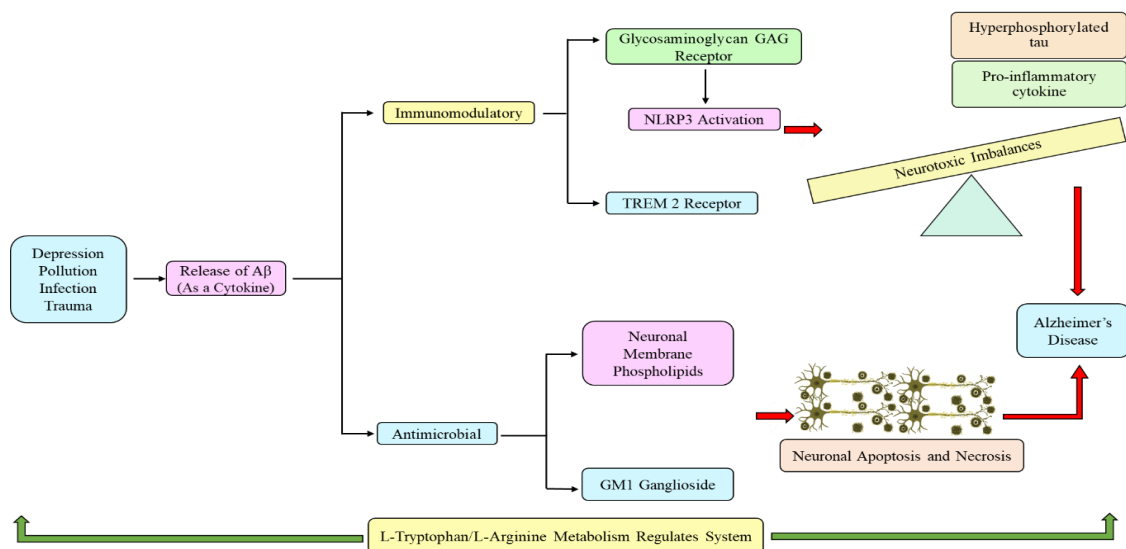 Depression
Pollution
Infection
Trauma
Release of Aβ
(As a Cytokine)
Immunomodulatory
Glycosaminoglycan GAG
Receptor
NLRP3 Activation
TREM 2 Receptor
Antimicrobial
Neuronal
Membrane
Phospholipids
GM1 Ganglioside
Hyperphosphorylated
tau
Pro-inflammatory
cytokine
Neurotoxic Imbalances
Neuronal Apoptosis and Necrosis
Alzheimer’s
Disease
L-Tryptophan/L-Arginine Metabolism Regulates System